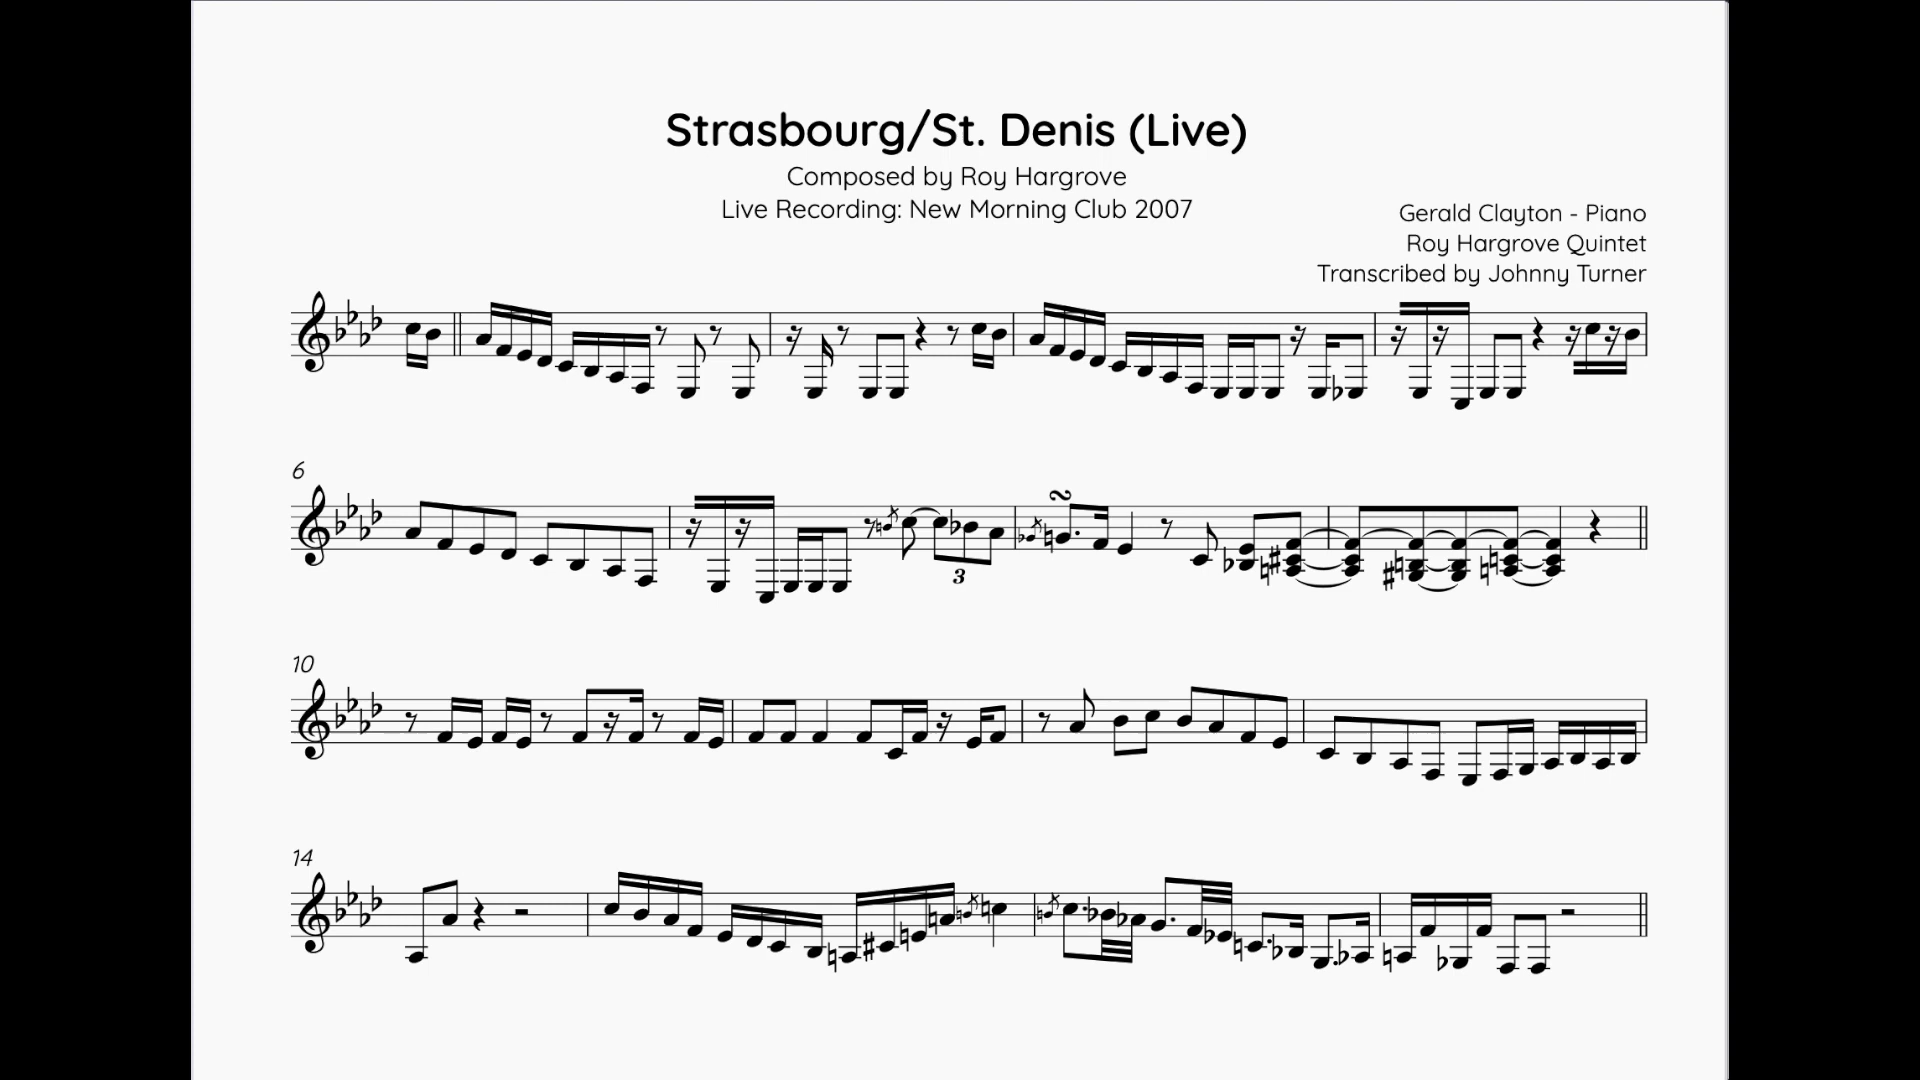 Strasbourg/St. Denis (Live)
Composed by Roy Hargrove
Live Recording: New Morning Club 2007
Gerald Clayton - Piano
Roy Hargrove Quintet
Transcribed by Johnny Turner
6
3
10
14